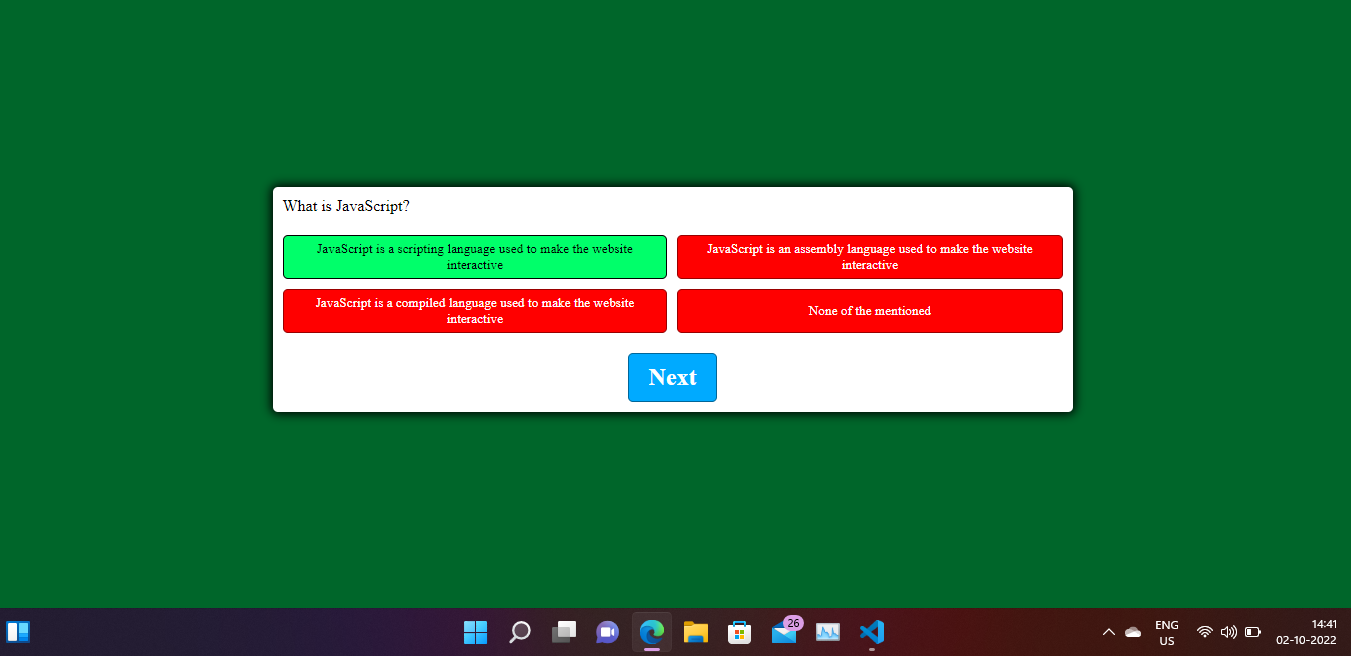 What is JavaScript?
JavaScript is a scripting language used to make the website
interactive
JavaScript is an assembly language used to make the website
interactive
JavaScript is a compiled language used to make the website
interactive
None of the mentioned
Next
26
ENG
US
14:41
02-10-2022